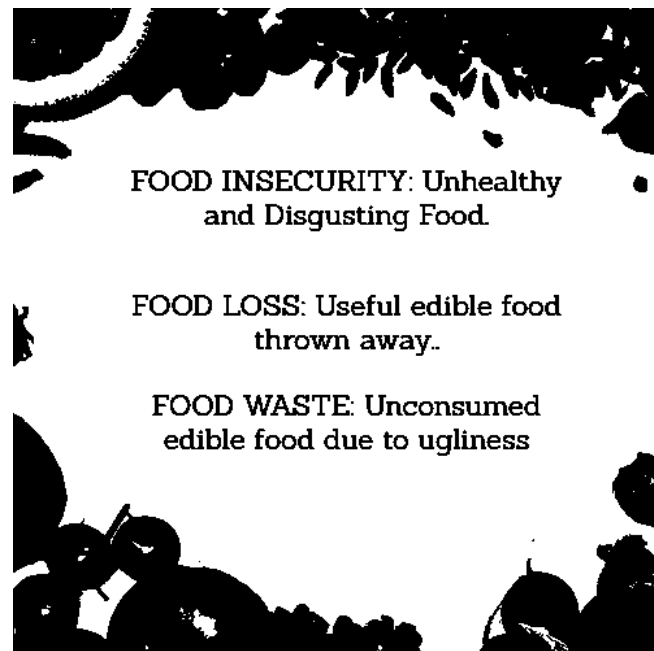 FOOD INSECURITY: Unhealthy
and Disgusting Food.
FOOD LOSS: Useful edible food
thrown away..
FOOD WASTE: Unconsumed
edible food due to ugliness